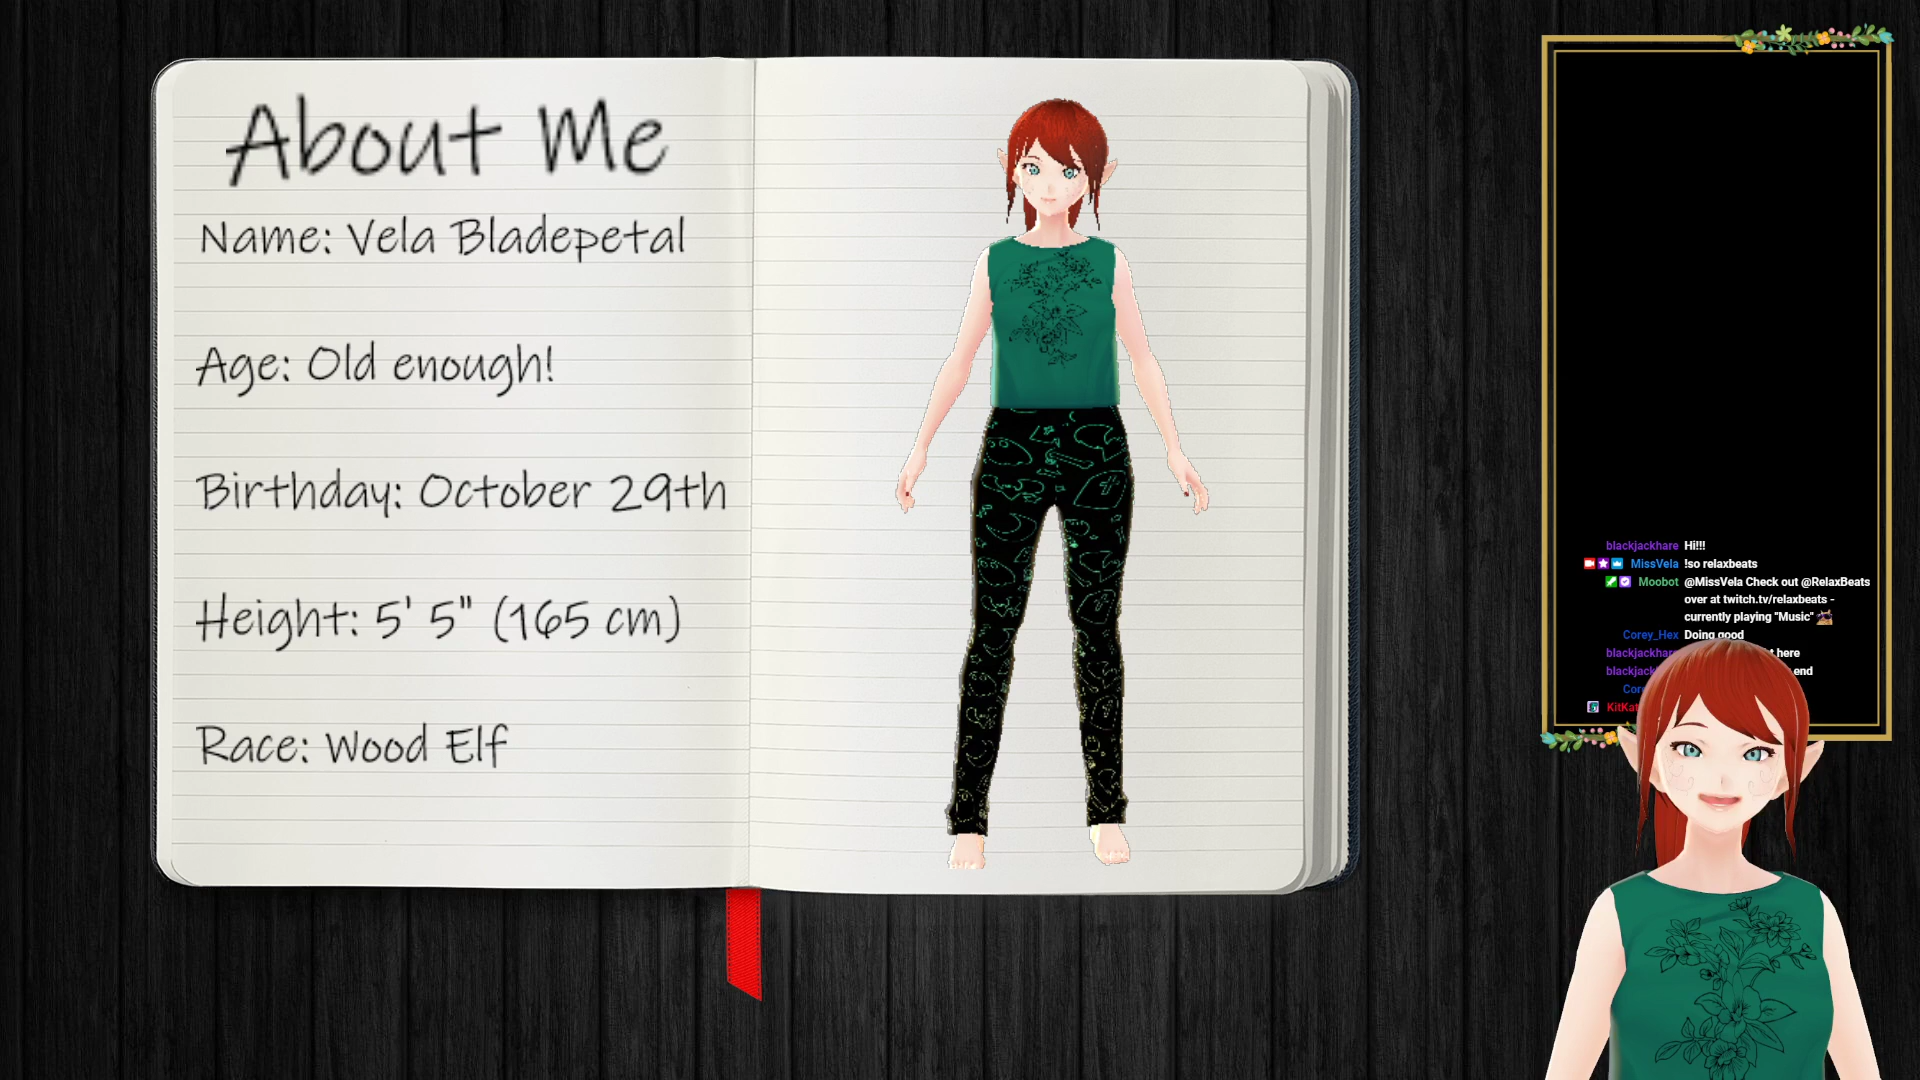 About Me
Name: Vela Bladepetal
Age: Old enough!
Birthday: October 29th
Height: 5' 5" (165 cm)
Race: Wood Elf
blackjackhare Hi!!!
MissVela !so relaxbeats
Moobot @MissVela Check out @RelaxBeats
over at twitch.tv/relaxbeats -
currently playing "Music"
Corey_Hex Doing good
here
end